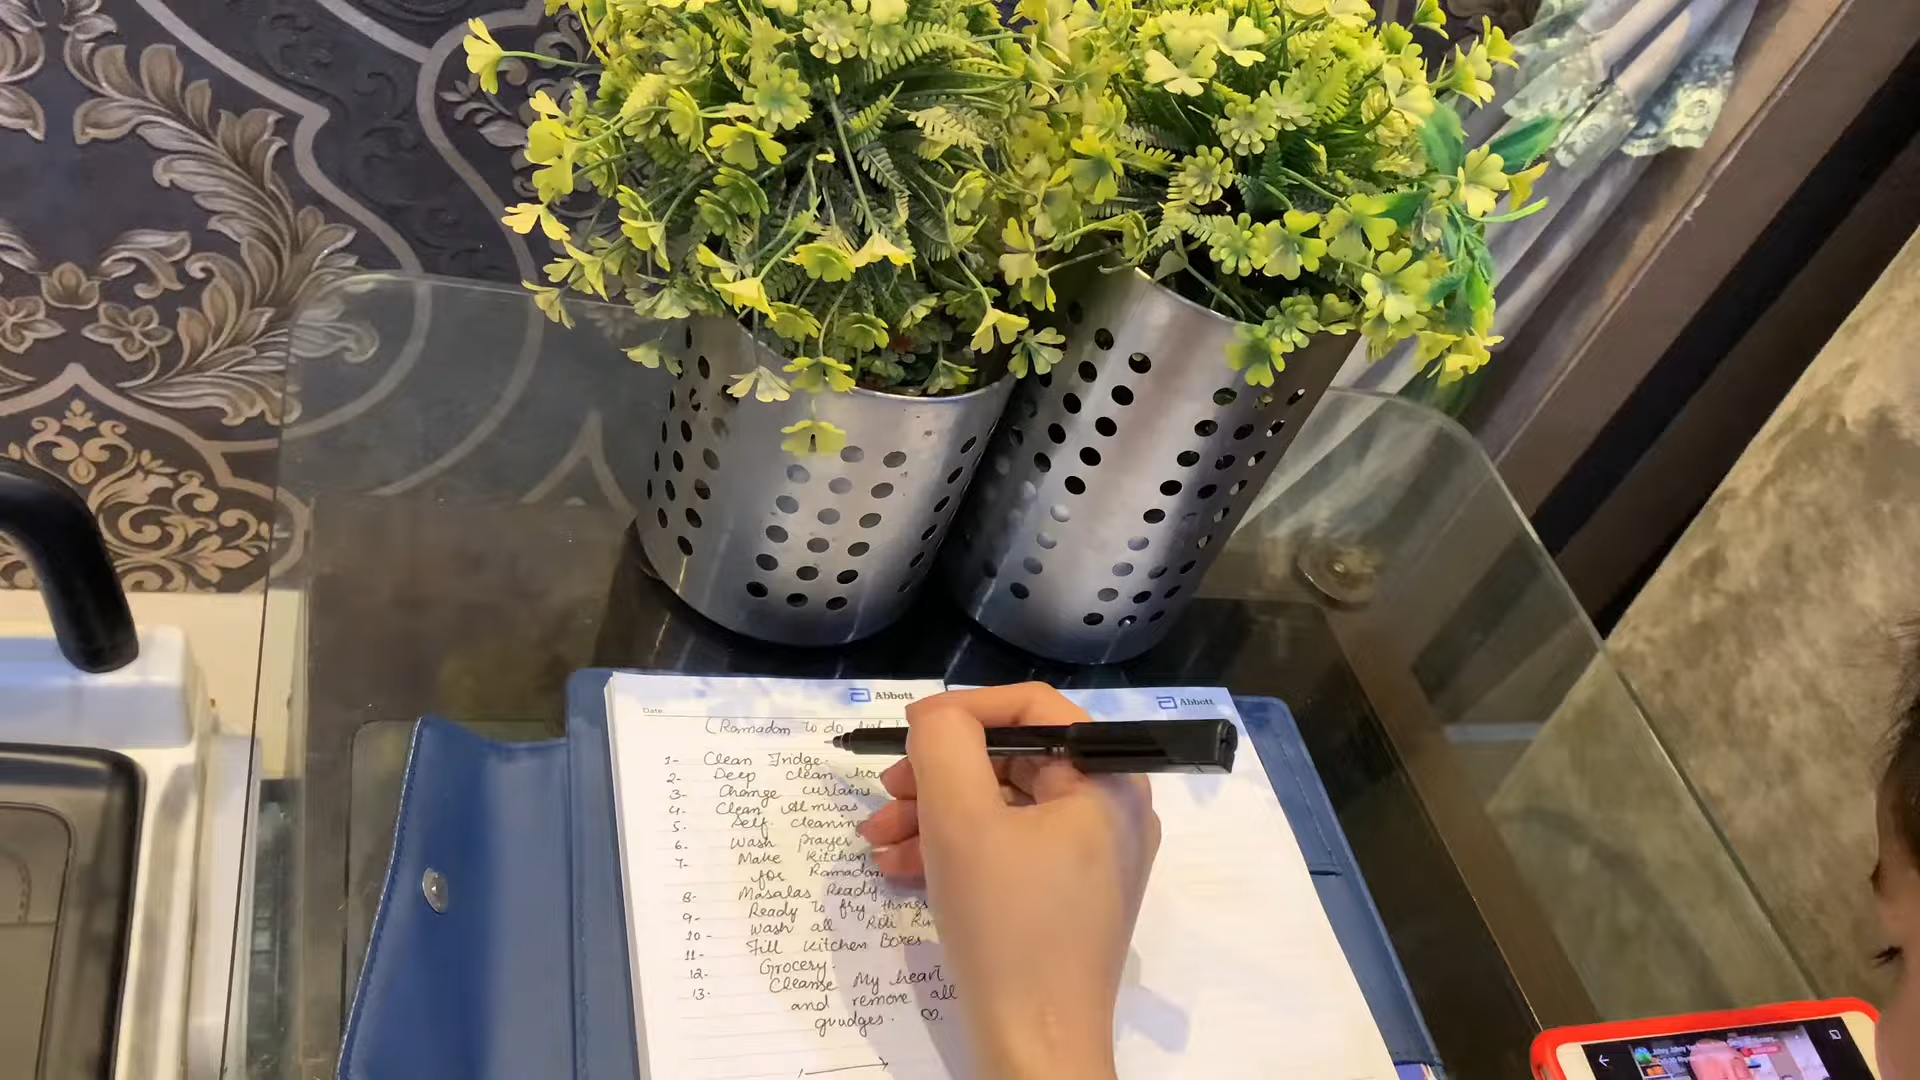 Abbott
Abbott
Date:
(Ramadan to do list
1- Clean Fridge.
2- Deep clean
3- Change curtains
4- Clean Almiras
5. Self cleaning
6. Wash prayer
7- Make Kitchen
for Ramadan
8- Masalas Ready.
9- Ready to fry things
10- Wash all Roti
11- Fill Kitchen Boxes
12- Grocery.
13. Cleanse My heart
and remove all
grudges.